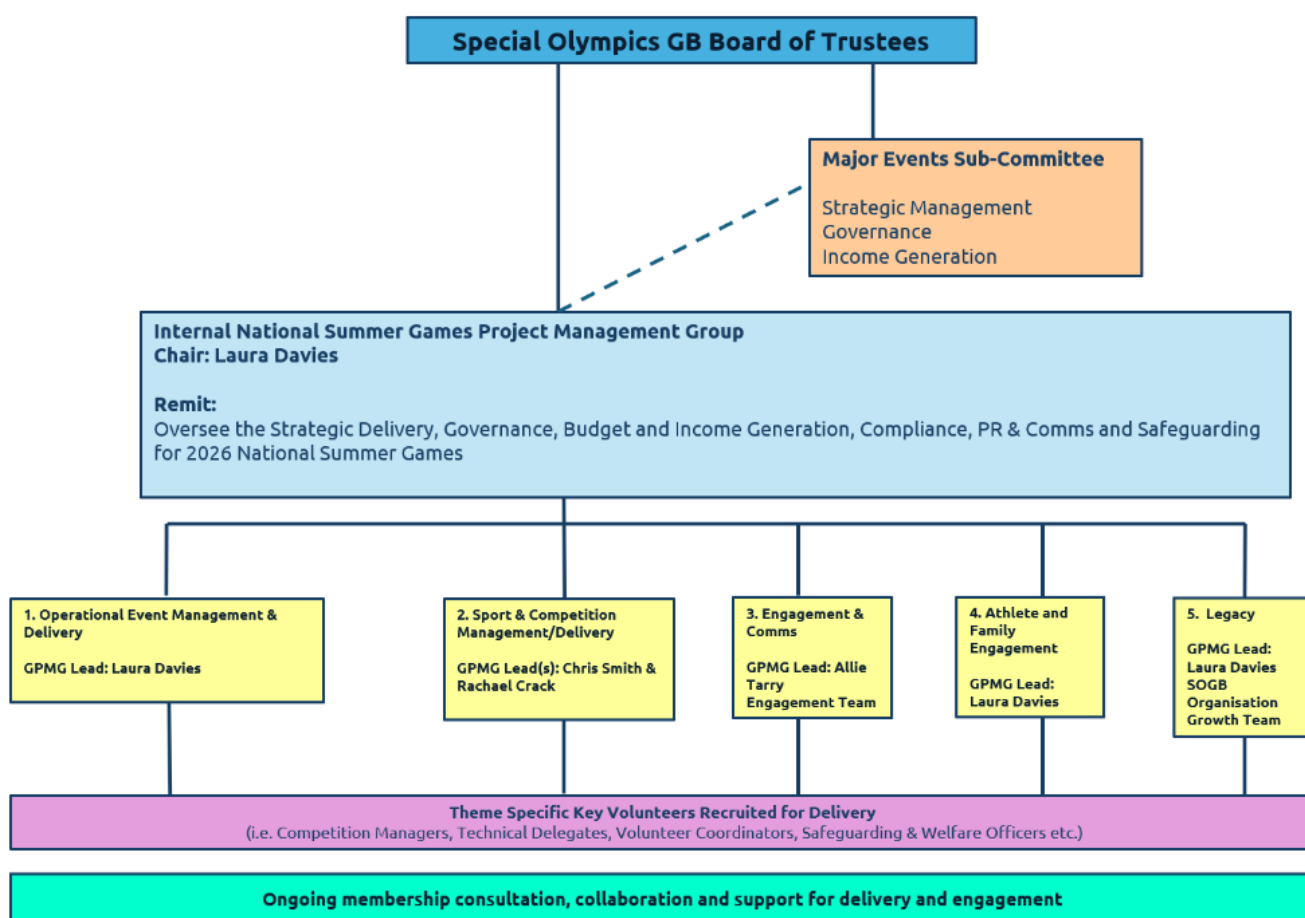 Special Olympics GB Board of Trustees
Major Events Sub-Committee
Strategic Management
Governance
Income Generation
Internal National Summer Games Project Management Group
Chair: Laura Davies
Remit:
Oversee the Strategic Delivery, Governance, Budget and Income Generation, Compliance, PR & Comms and Safeguarding
for 2026 National Summer Games
1. Operational Event Management &
Delivery
GPMG Lead: Laura Davies
2. Sport & Competition
Management/Delivery
GPMG Lead(s): Chris Smith &
Rachael Crack
3. Engagement &
Comms
GPMG Lead: Allie
Tarry
Engagement Team
4. Athlete and
Family
Engagement
GPMG Lead:
Laura Davies
5. Legacy
GPMG Lead:
Laura Davies
SOGB
Organisation
Growth Team
Theme Specific Key Volunteers Recruited for Delivery
(i.e. Competition Managers, Technical Delegates, Volunteer Coordinators, Safeguarding & Welfare Officers etc.)
Ongoing membership consultation, collaboration and support for delivery and engagement